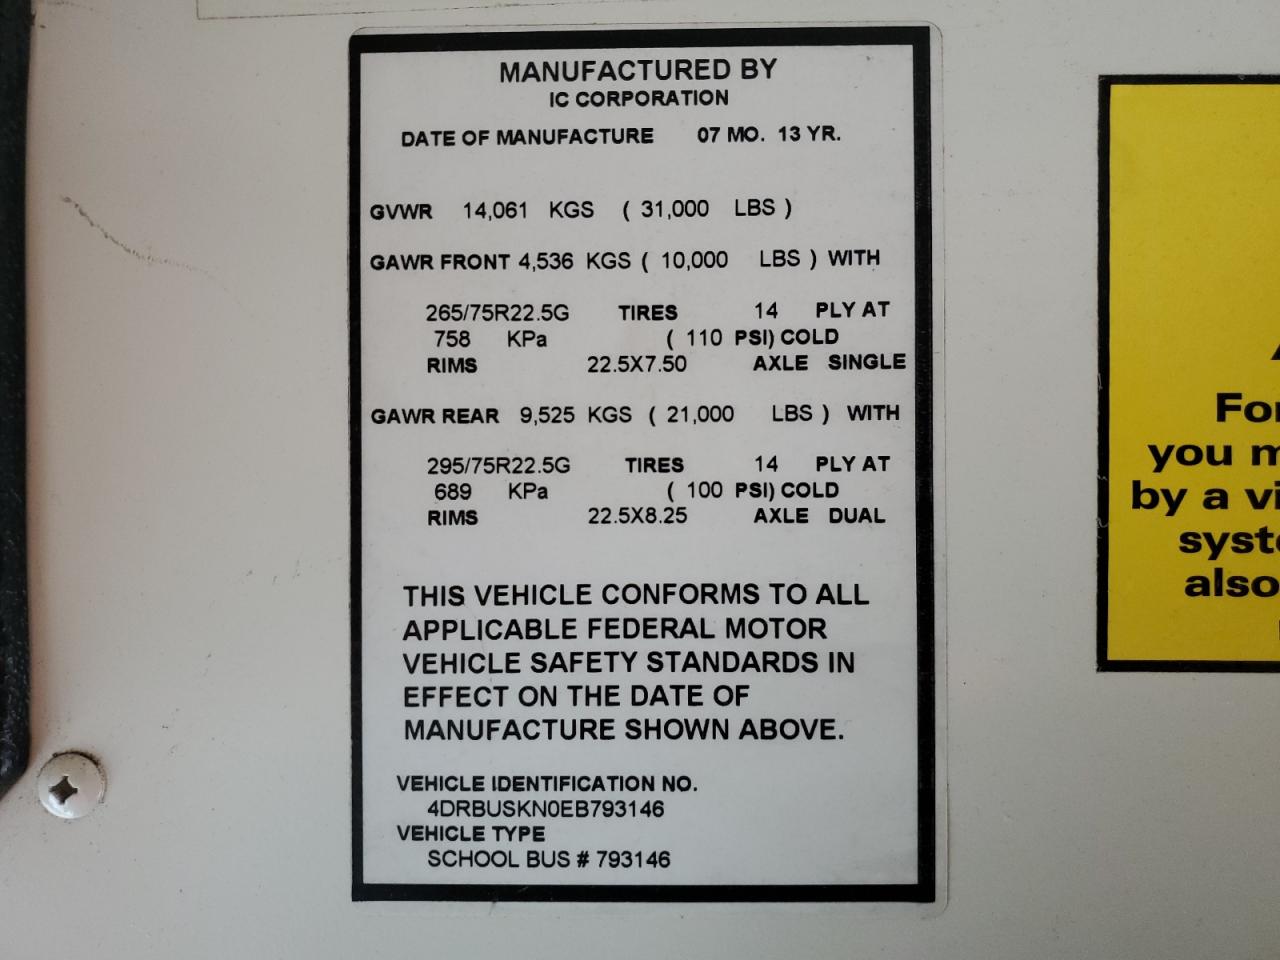 MANUFACTURED BY
IC CORPORATION
DATE OF MANUFACTURE 07 MO. 13 YR.
GVWR 14,061 KGS ( 31,000 LBS )
GAWR FRONT 4,536 KGS ( 10,000 LBS ) WITH
265/75R22.5G TIRES 14 PLY AT
758 KPa ( 110 PSI) COLD
RIMS 22.5X7.50 AXLE SINGLE
GAWR REAR 9,525 KGS ( 21,000 LBS ) WITH
295/75R22.5G TIRES 14 PLY AT
689 KPa ( 100 PSI) COLD
RIMS 22.5X8.25 AXLE DUAL
THIS VEHICLE CONFORMS TO ALL
APPLICABLE FEDERAL MOTOR
VEHICLE SAFETY STANDARDS IN
EFFECT ON THE DATE OF
MANUFACTURE SHOWN ABOVE.
VEHICLE IDENTIFICATION NO.
4DRBUSKN0EB793146
VEHICLE TYPE
SCHOOL BUS # 793146
you
by a
also